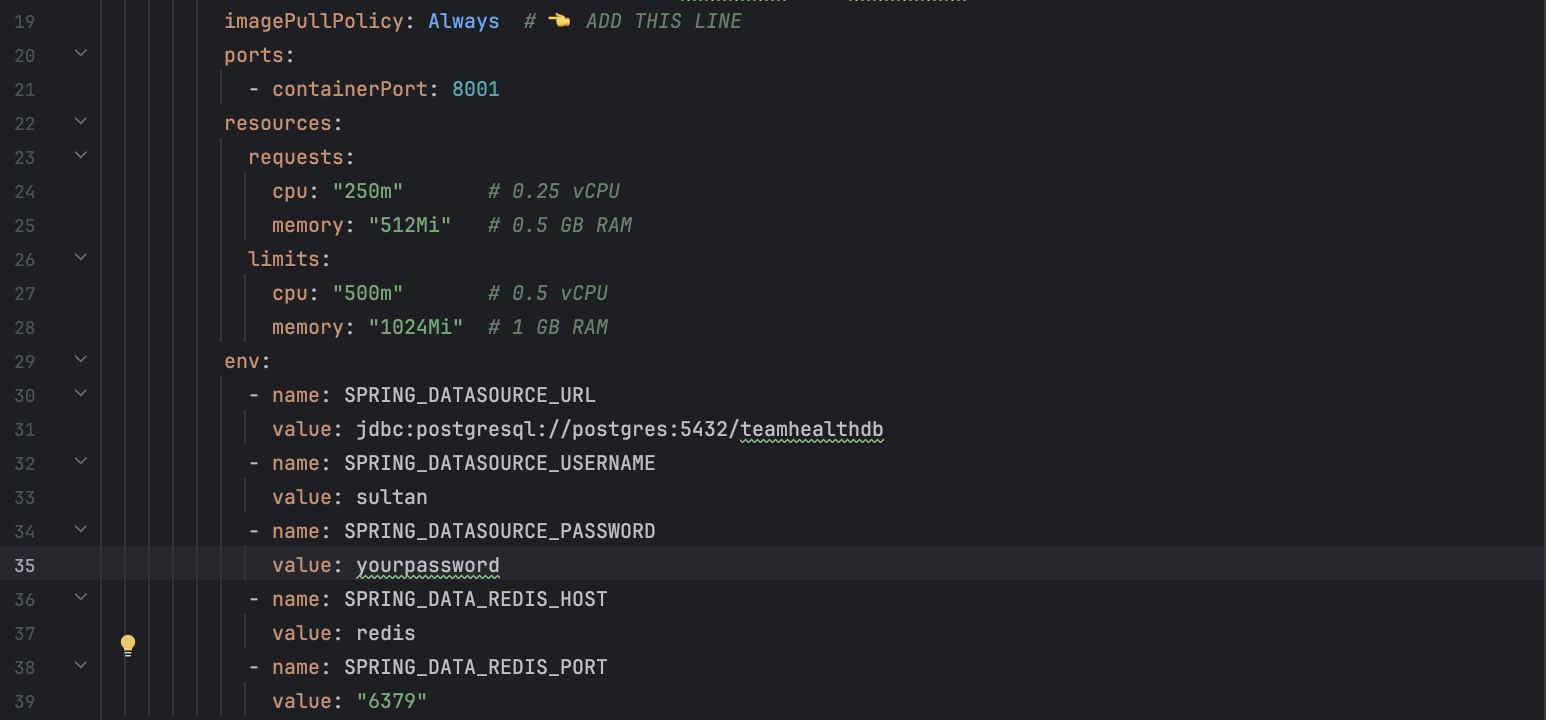 19 imagePullPolicy: Always # 👈 ADD THIS LINE
20 ports:
21 - containerPort: 8001
22 resources:
23 requests:
24 cpu: "250m" # 0.25 vCPU
25 memory: "512Mi" # 0.5 GB RAM
26 limits:
27 cpu: "500m" # 0.5 vCPU
28 memory: "1024Mi" # 1 GB RAM
29 env:
30 - name: SPRING_DATASOURCE_URL
31 value: jdbc:postgresql://postgres:5432/teamhealthdb
32 - name: SPRING_DATASOURCE_USERNAME
33 value: sultan
34 - name: SPRING_DATASOURCE_PASSWORD
35 value: yourpassword
36 - name: SPRING_DATA_REDIS_HOST
37 value: redis
38 - name: SPRING_DATA_REDIS_PORT
39 value: "6379"